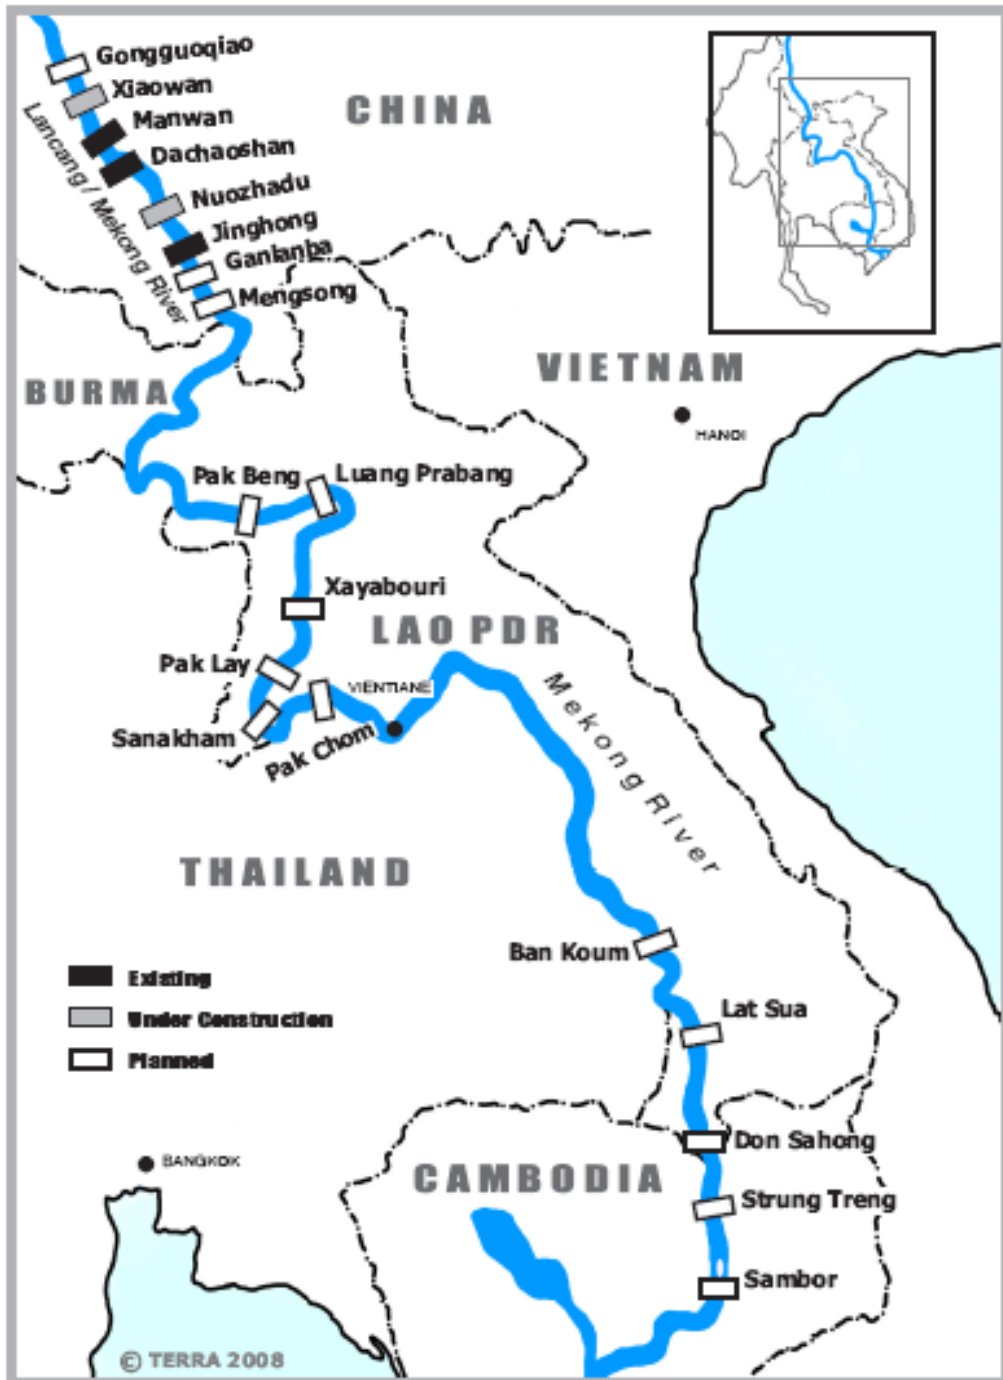 Gongguoqiao
Xiaowan
CHINA
Manwan
Dachaoshan
Lancang / Mekong River
Nuozhadu
Jinghong
Ganlanba
Mengsong
VIETNAM
BURMA
HANOI
Pak Beng
Luang Prabang
Xayabouri
LAO PDR
Pak Lay
VIENTIANE
Sanakham
Pak Chom
Mekong River
THAILAND
Ban Koum
Existing
Lat Sua
Under Construction
Planned
Don Sahong
BANGKOK
CAMBODIA
Strung Treng
Sambor
© TERRA 2008